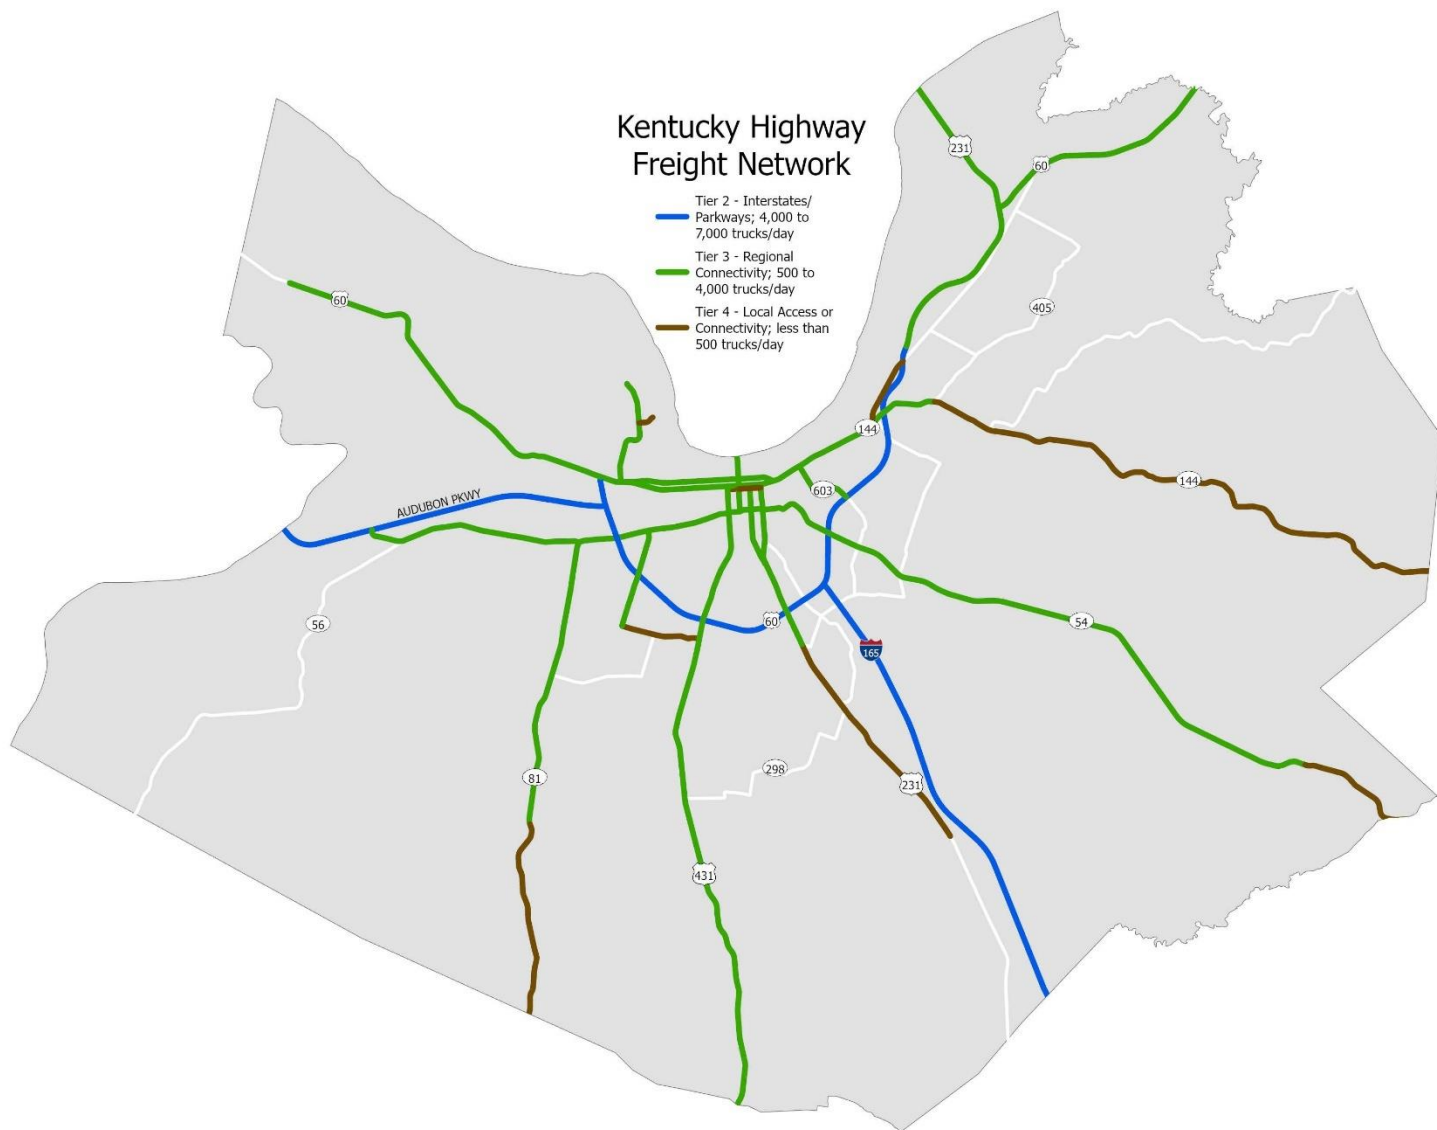 Kentucky Highway
Freight Network
Tier 2 - Interstates/
Parkways; 4,000 to
7,000 trucks/day
Tier 3 - Regional
Connectivity; 500 to
4,000 trucks/day
Tier 4 - Local Access or
Connectivity; less than
500 trucks/day
231
60
60
405
144
144
603
AUDUBON PKWY
56
60
54
165
298
81
231
431